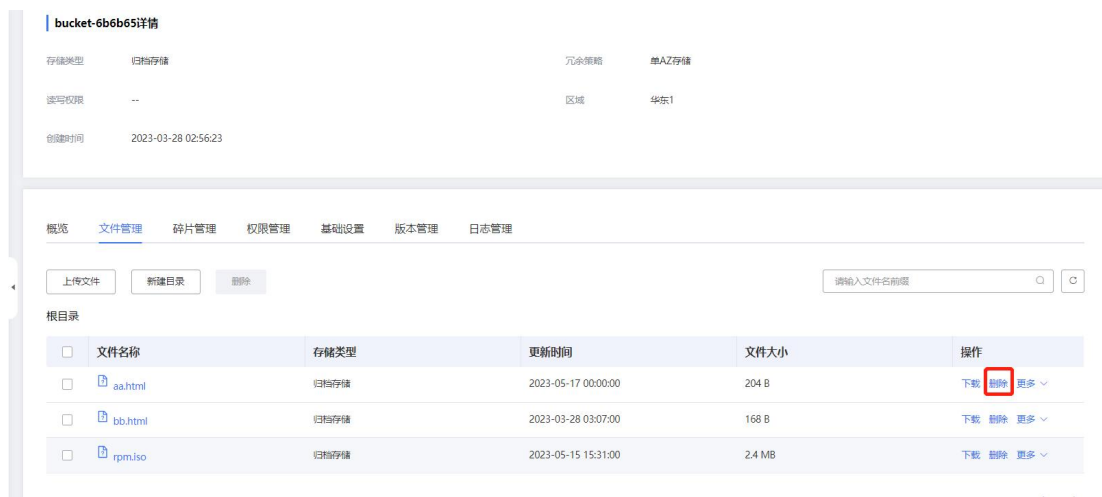 bucket-6b6b65详情
存储类型 归档存储 冗余策略 单AZ存储
读写权限 -- 区域 华东1
创建时间 2023-03-28 02:56:23
概览 文件管理 碎片管理 权限管理 基础设置 版本管理 日志管理
上传文件 新建目录 删除 请输入文件名前缀
根目录
文件名称 存储类型 更新时间 文件大小 操作
aa.html 归档存储 2023-05-17 00:00:00 204 B 下载 删除 更多
bb.html 归档存储 2023-03-28 03:07:00 168 B 下载 删除 更多
rpm.iso 归档存储 2023-05-15 15:31:00 2.4 MB 下载 删除 更多